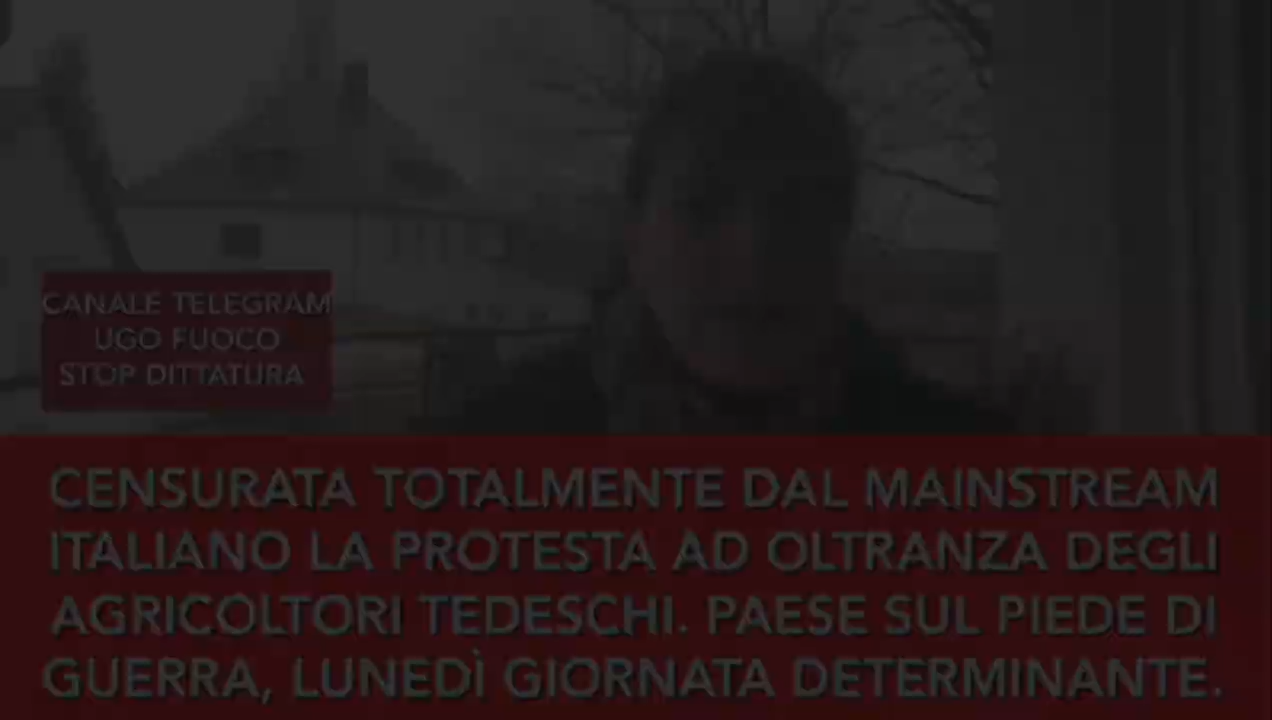 CANALE TELEGRAM
UGO FUOCO
STOP DITTATURA
CENSURATA TOTALMENTE DAL MAINSTREAM
ITALIANO LA PROTESTA AD OLTRANZA DEGLI
AGRICOLTORI TEDESCHI. PAESE SUL PIEDE DI
GUERRA, LUNEDÌ GIORNATA DETERMINANTE.